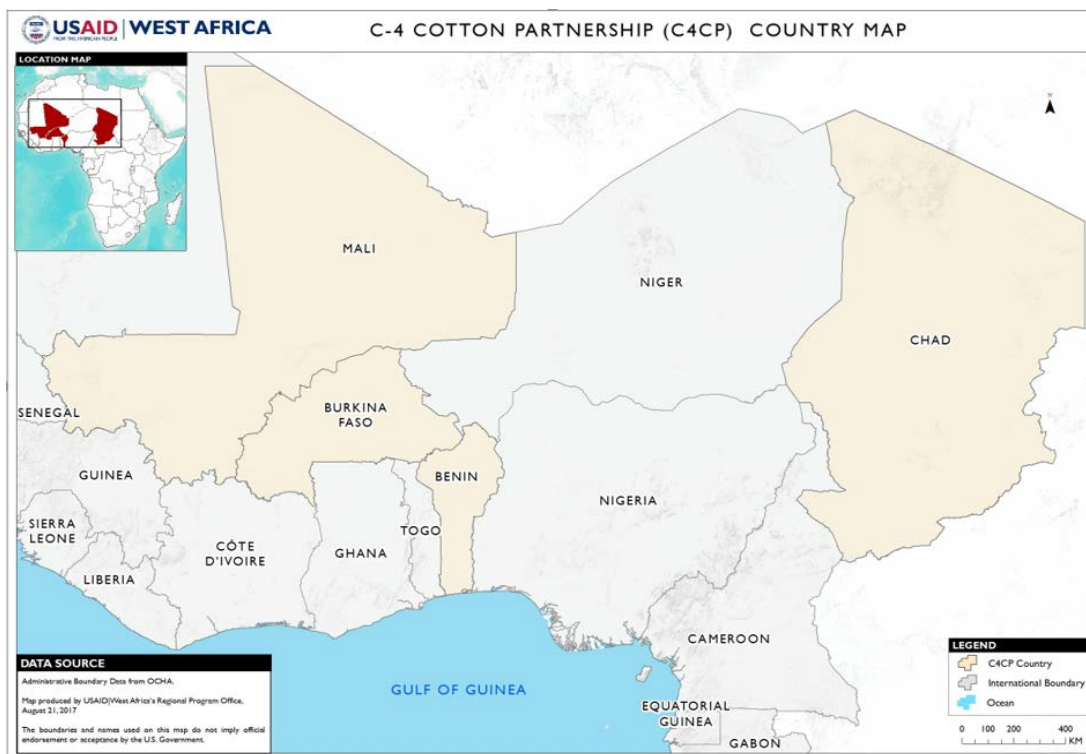 USAID WEST AFRICA
FROM THE AMERICAN PEOPLE
C-4 COTTON PARTNERSHIP (C4CP) COUNTRY MAP
LOCATION MAP
N
MALI
NIGER
CHAD
BURKINA
FASO
SENEGAL
BENIN
GUINEA
NIGERIA
SIERRA
LEONE
TOGO
CÔTE
D'IVOIRE
GHANA
LIBERIA
CAMEROON
GULF OF GUINEA
EQUATORIAL
GUINEA
GABON
DATA SOURCE
Administrative Boundary Data from OCHA.
Map produced by USAID|West Africa's Regional Program Office,
August 21, 2017
The boundaries and names used on this map do not imply official
endorsement or acceptance by the U.S. Government.
LEGEND
C4CP Country
International Boundary
Ocean
0 100 200 400
KM